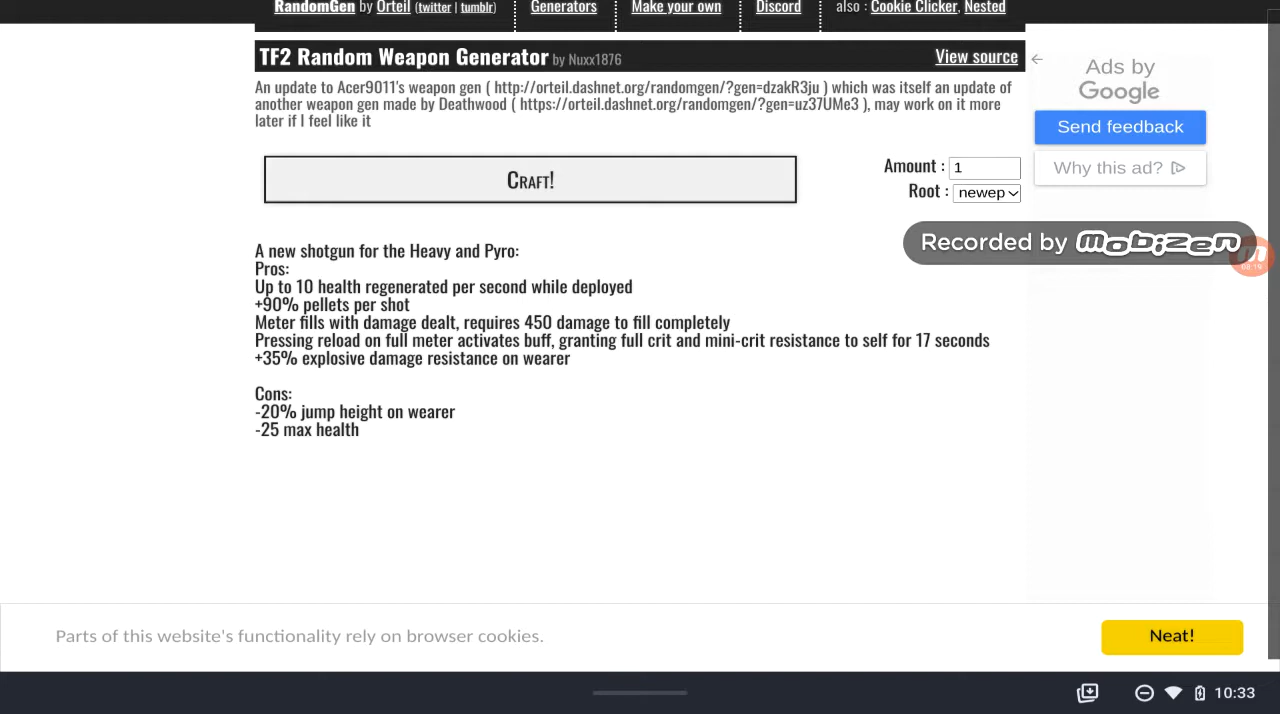 RandomGen by Orteil (twitter | tumblr) Generators Make your own Discord also : Cookie Clicker, Nested
TF2 Random Weapon Generator by Nuxx1876 View source
An update to Acer9011's weapon gen ( http://orteil.dashnet.org/randomgen/?gen=dzakR3ju ) which was itself an update of
another weapon gen made by Deathwood ( https://orteil.dashnet.org/randomgen/?gen=uz37UMe3 ), may work on it more
later if I feel like it
Ads by
Google
Send feedback
Why this ad?
Craft!
Amount : 1
Root : newep
Recorded by mobizen
08:19
A new shotgun for the Heavy and Pyro:
Pros:
Up to 10 health regenerated per second while deployed
+90% pellets per shot
Meter fills with damage dealt, requires 450 damage to fill completely
Pressing reload on full meter activates buff, granting full crit and mini-crit resistance to self for 17 seconds
+35% explosive damage resistance on wearer
Cons:
-20% jump height on wearer
-25 max health
Parts of this website's functionality rely on browser cookies.
Neat!
10:33